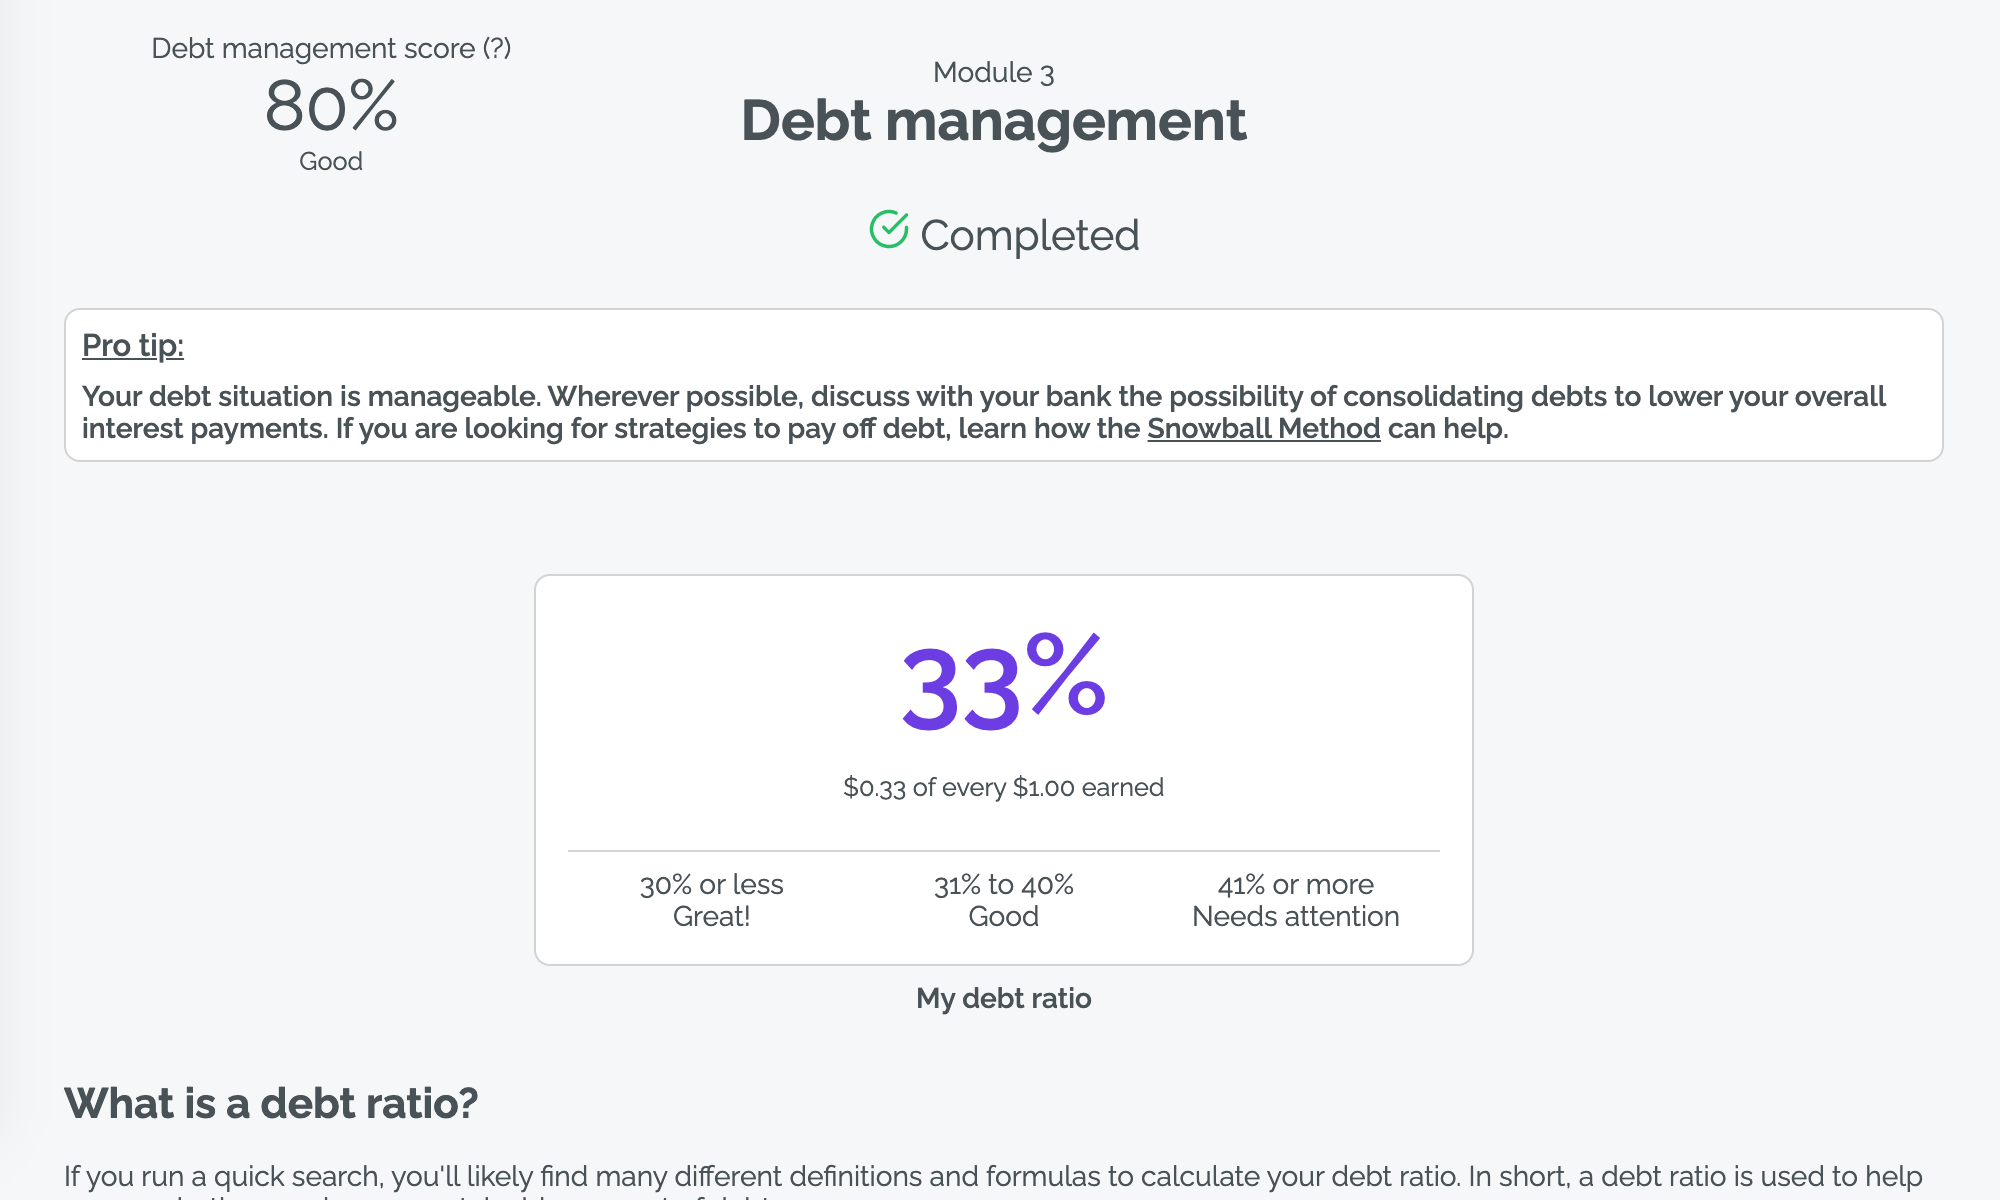 Debt management score (?)
80%
Good
Module 3
Debt management
Completed
Pro tip:
Your debt situation is manageable. Wherever possible, discuss with your bank the possibility of consolidating debts to lower your overall
interest payments. If you are looking for strategies to pay off debt, learn how the Snowball Method can help.
33%
$0.33 of every $1.00 earned
30% or less
Great!
31% to 40%
Good
41% or more
Needs attention
My debt ratio
What is a debt ratio?
If you run a quick search, you'll likely find many different definitions and formulas to calculate your debt ratio. In short, a debt ratio is used to help